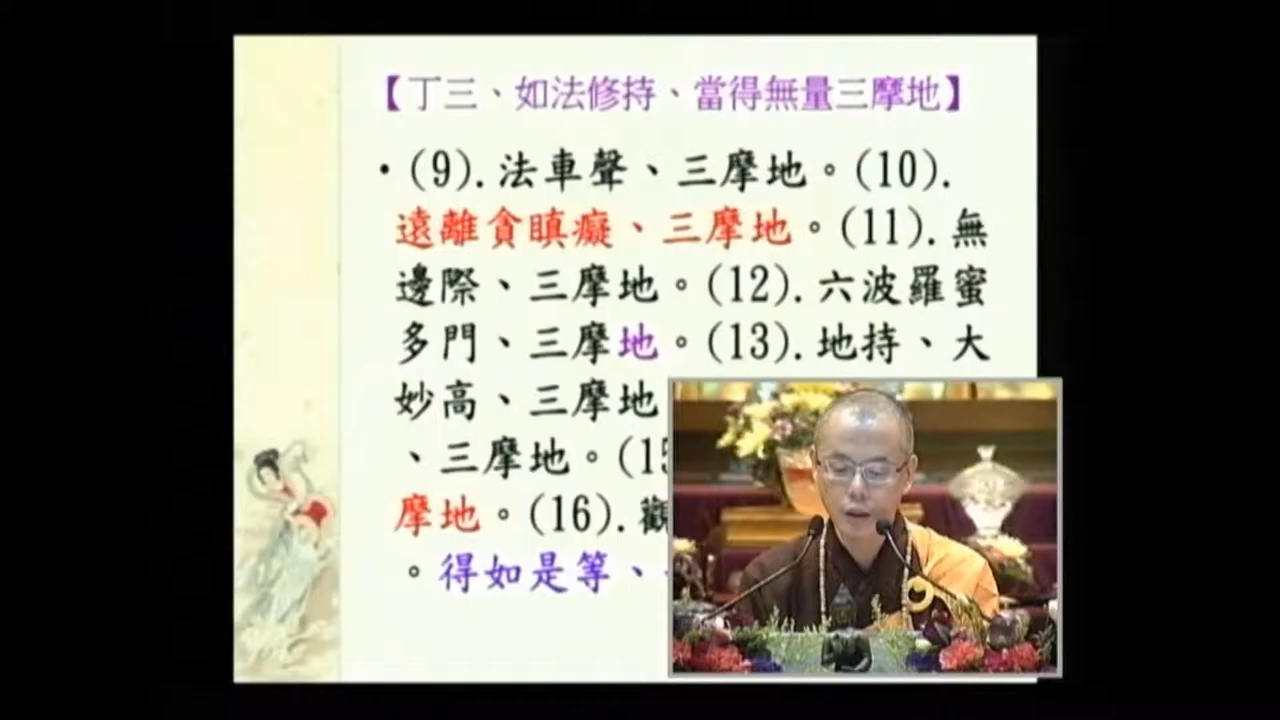 【丁三、如法修持、當得無量三摩地】
•(9).法車聲、三摩地。(10).
遠離貪瞋癡、三摩地。(11).無
邊際、三摩地。(12).六波羅蜜
多門、三摩地。(13).地持、大
妙高、三摩地
、三摩地。(15
摩地。(16).觀
。得如是等、